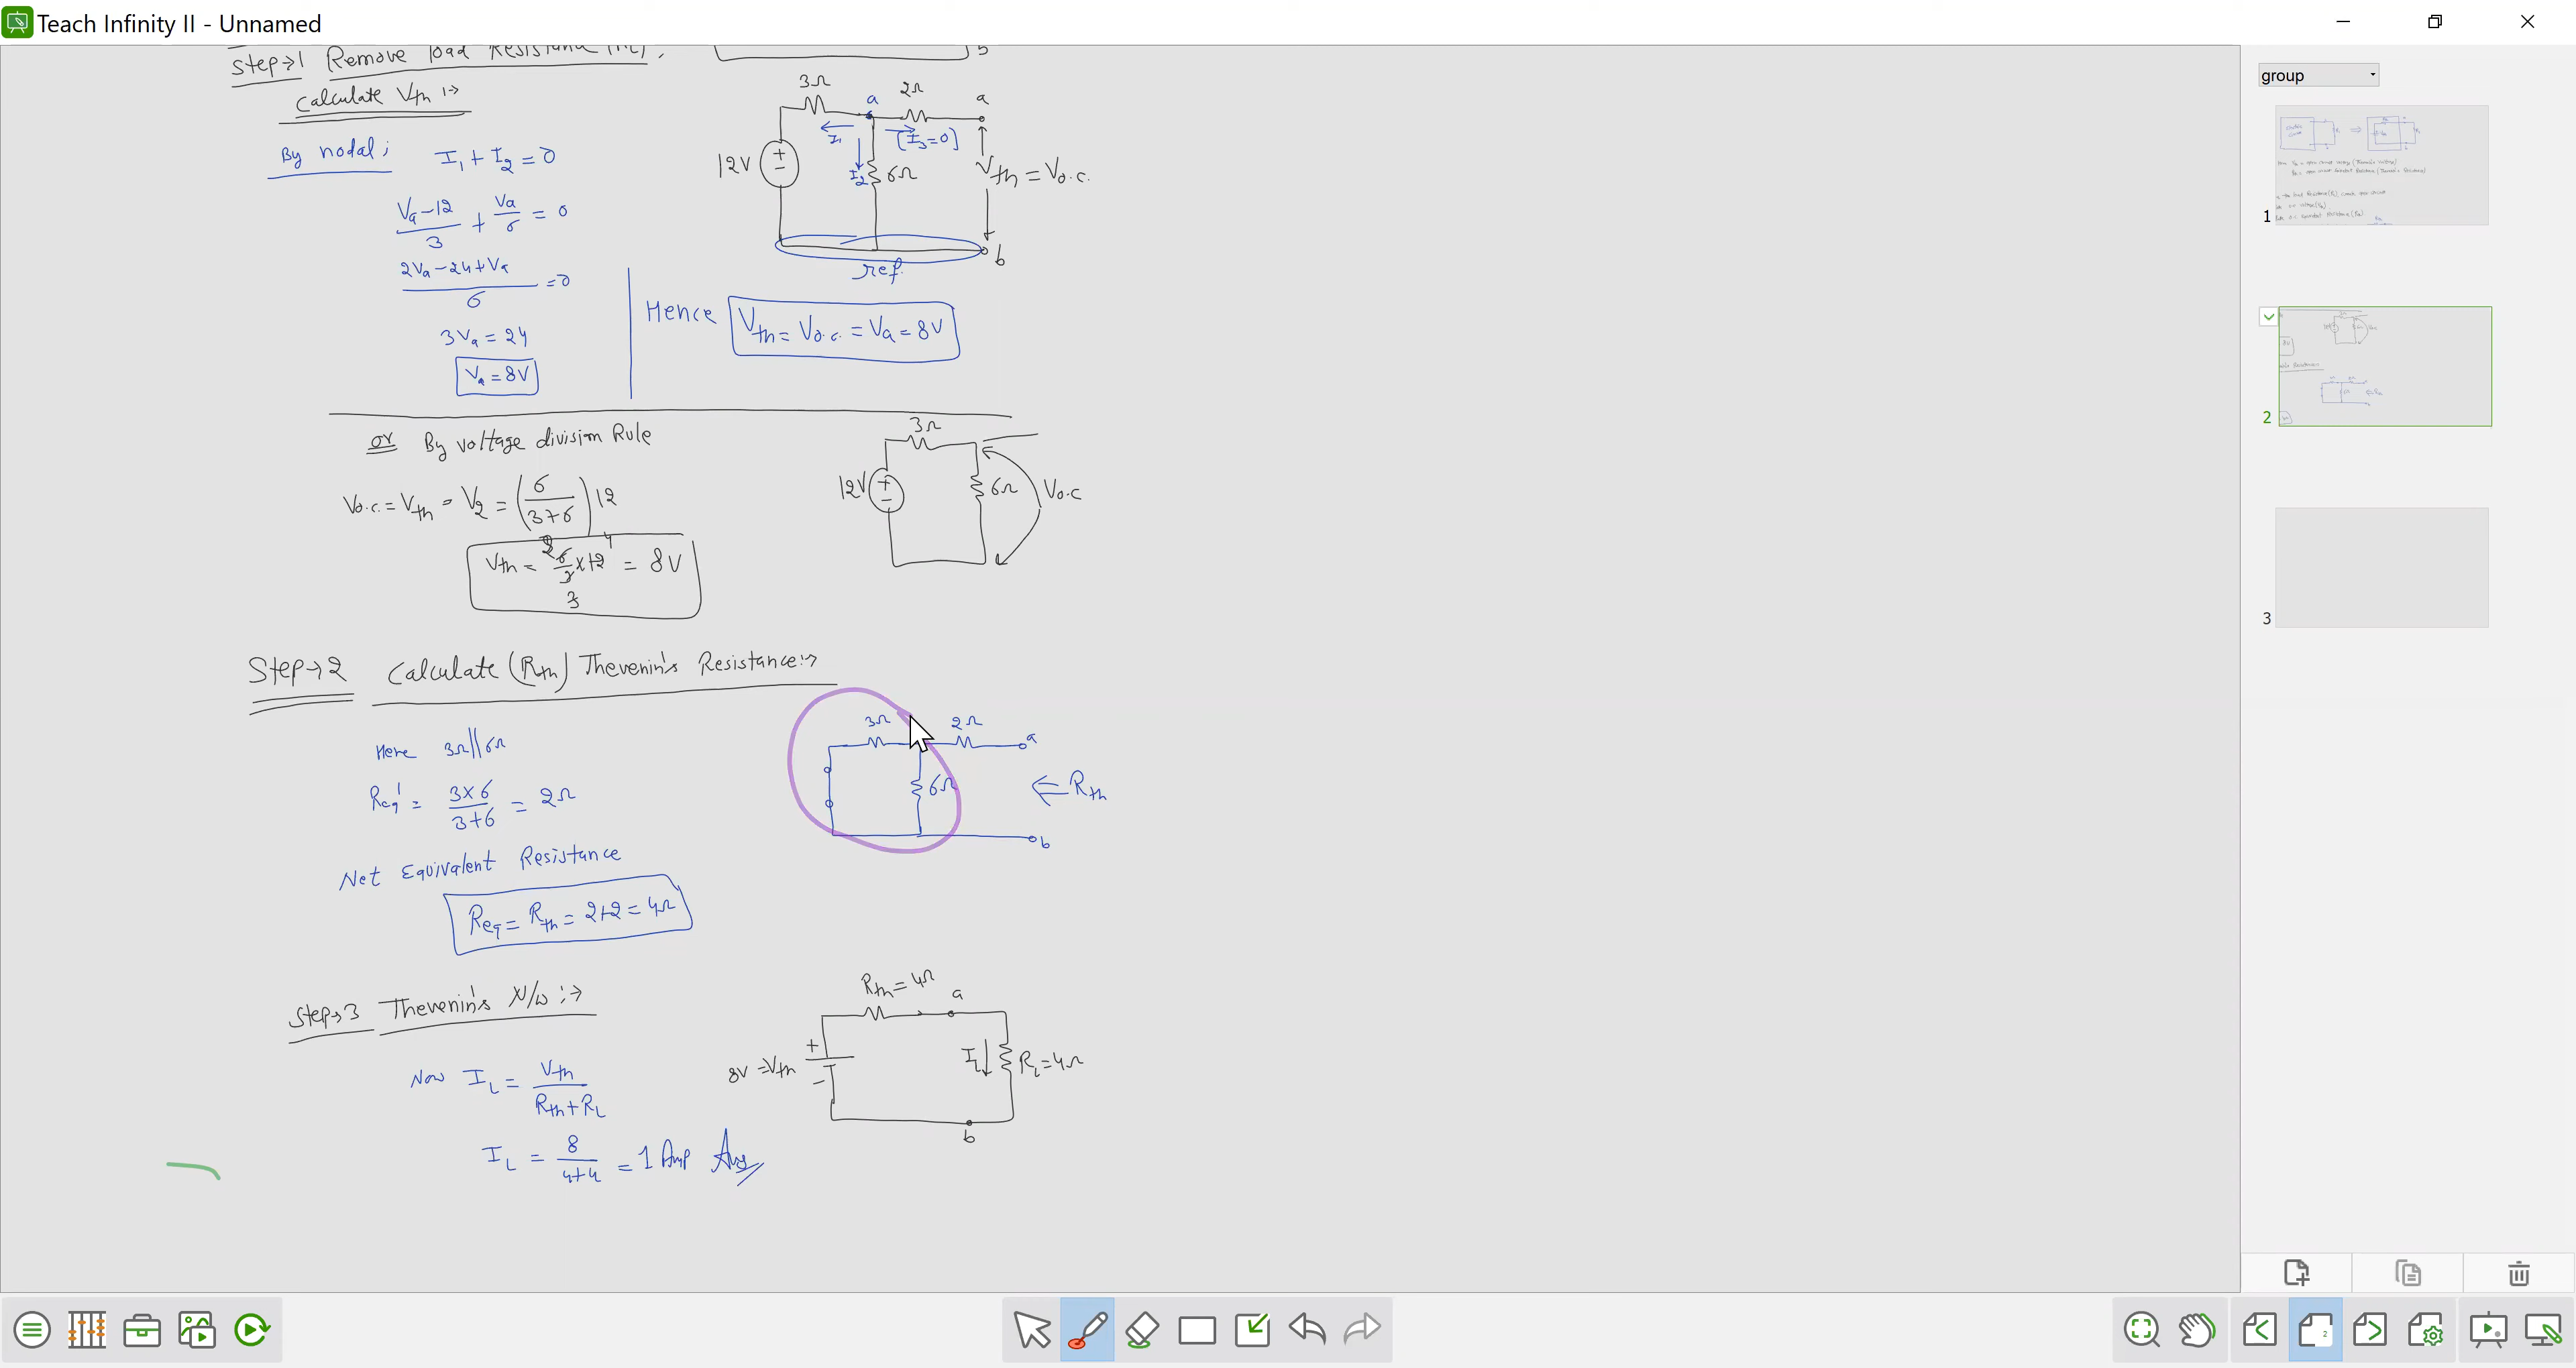 Teach Infinity II - Unnamed
Step→1 Remove load Resistance (RL),
Calculate Vth :→
By nodal; I1 + I2 = 0
(Va-12)/3 + Va/6 = 0
(2Va-24+Va)/6 = 0
3Va = 24
Va = 8V
3Ω a 2Ω a
I1 (I3=0)
12V + - I2 6Ω Vth = Vo.c.
ref. b
Hence Vth = Vo.c. = Va = 8V
or By voltage division Rule
Vo.c. = Vth = V2 = (6/(3+6)) 12
3Ω
12V + - 6Ω Vo.c
Step→2 Calculate (Rth) Thevenin's Resistance:→
Here 3Ω||6Ω
Req' = (3x6)/(3+6) = 2Ω
Net Equivalent Resistance
Req = Rth = 2+2 = 4Ω
3Ω 2Ω a
6Ω ← Rth
b
Step→3 Thevenin's N/w :→
Now IL = Vth/(Rth+RL)
IL = 8/(4+4) = 1 Amp Ans
Rth = 4Ω a
8V = Vth + - IL RL = 4Ω
b
group
1
2
3